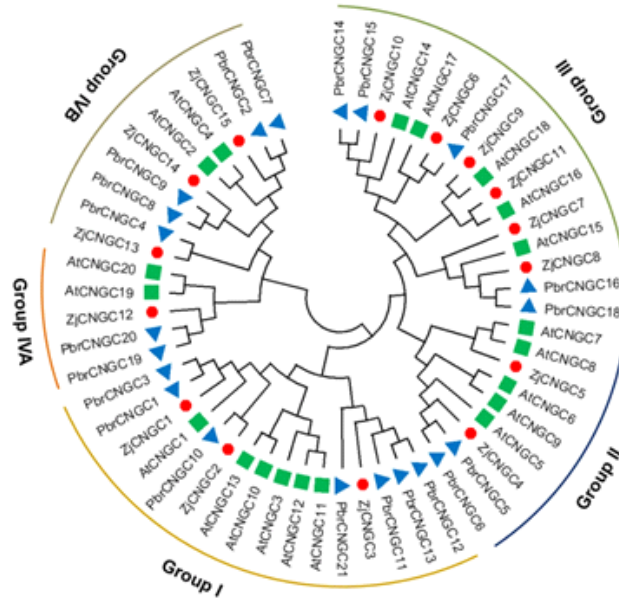 PbrCNGC14
PbrCNGC15
ZjCNGC10
AtCNGC14
AtCNGC17
ZjCNGC6
PbrCNGC17
ZjCNGC9
AtCNGC18
ZjCNGC11
AtCNGC16
ZjCNGC7
AtCNGC15
ZjCNGC8
PbrCNGC16
PbrCNGC18
Group III
AtCNGC7
AtCNGC8
ZjCNGC5
AtCNGC6
AtCNGC9
AtCNGC5
ZjCNGC4
PbrCNGC5
Group II
PbrCNGC6
PbrCNGC12
PbrCNGC13
PbrCNGC11
ZjCNGC3
PbrCNGC21
AtCNGC11
AtCNGC12
AtCNGC3
AtCNGC10
AtCNGC13
ZjCNGC2
PbrCNGC10
AtCNGC1
ZjCNGC1
PbrCNGC1
PbrCNGC3
Group I
PbrCNGC19
PbrCNGC20
ZjCNGC12
AtCNGC19
AtCNGC20
ZjCNGC13
Group IVA
PbrCNGC4
PbrCNGC8
PbrCNGC9
ZjCNGC14
AtCNGC2
AtCNGC4
ZjCNGC15
PbrCNGC2
PbrCNGC7
Group IVB